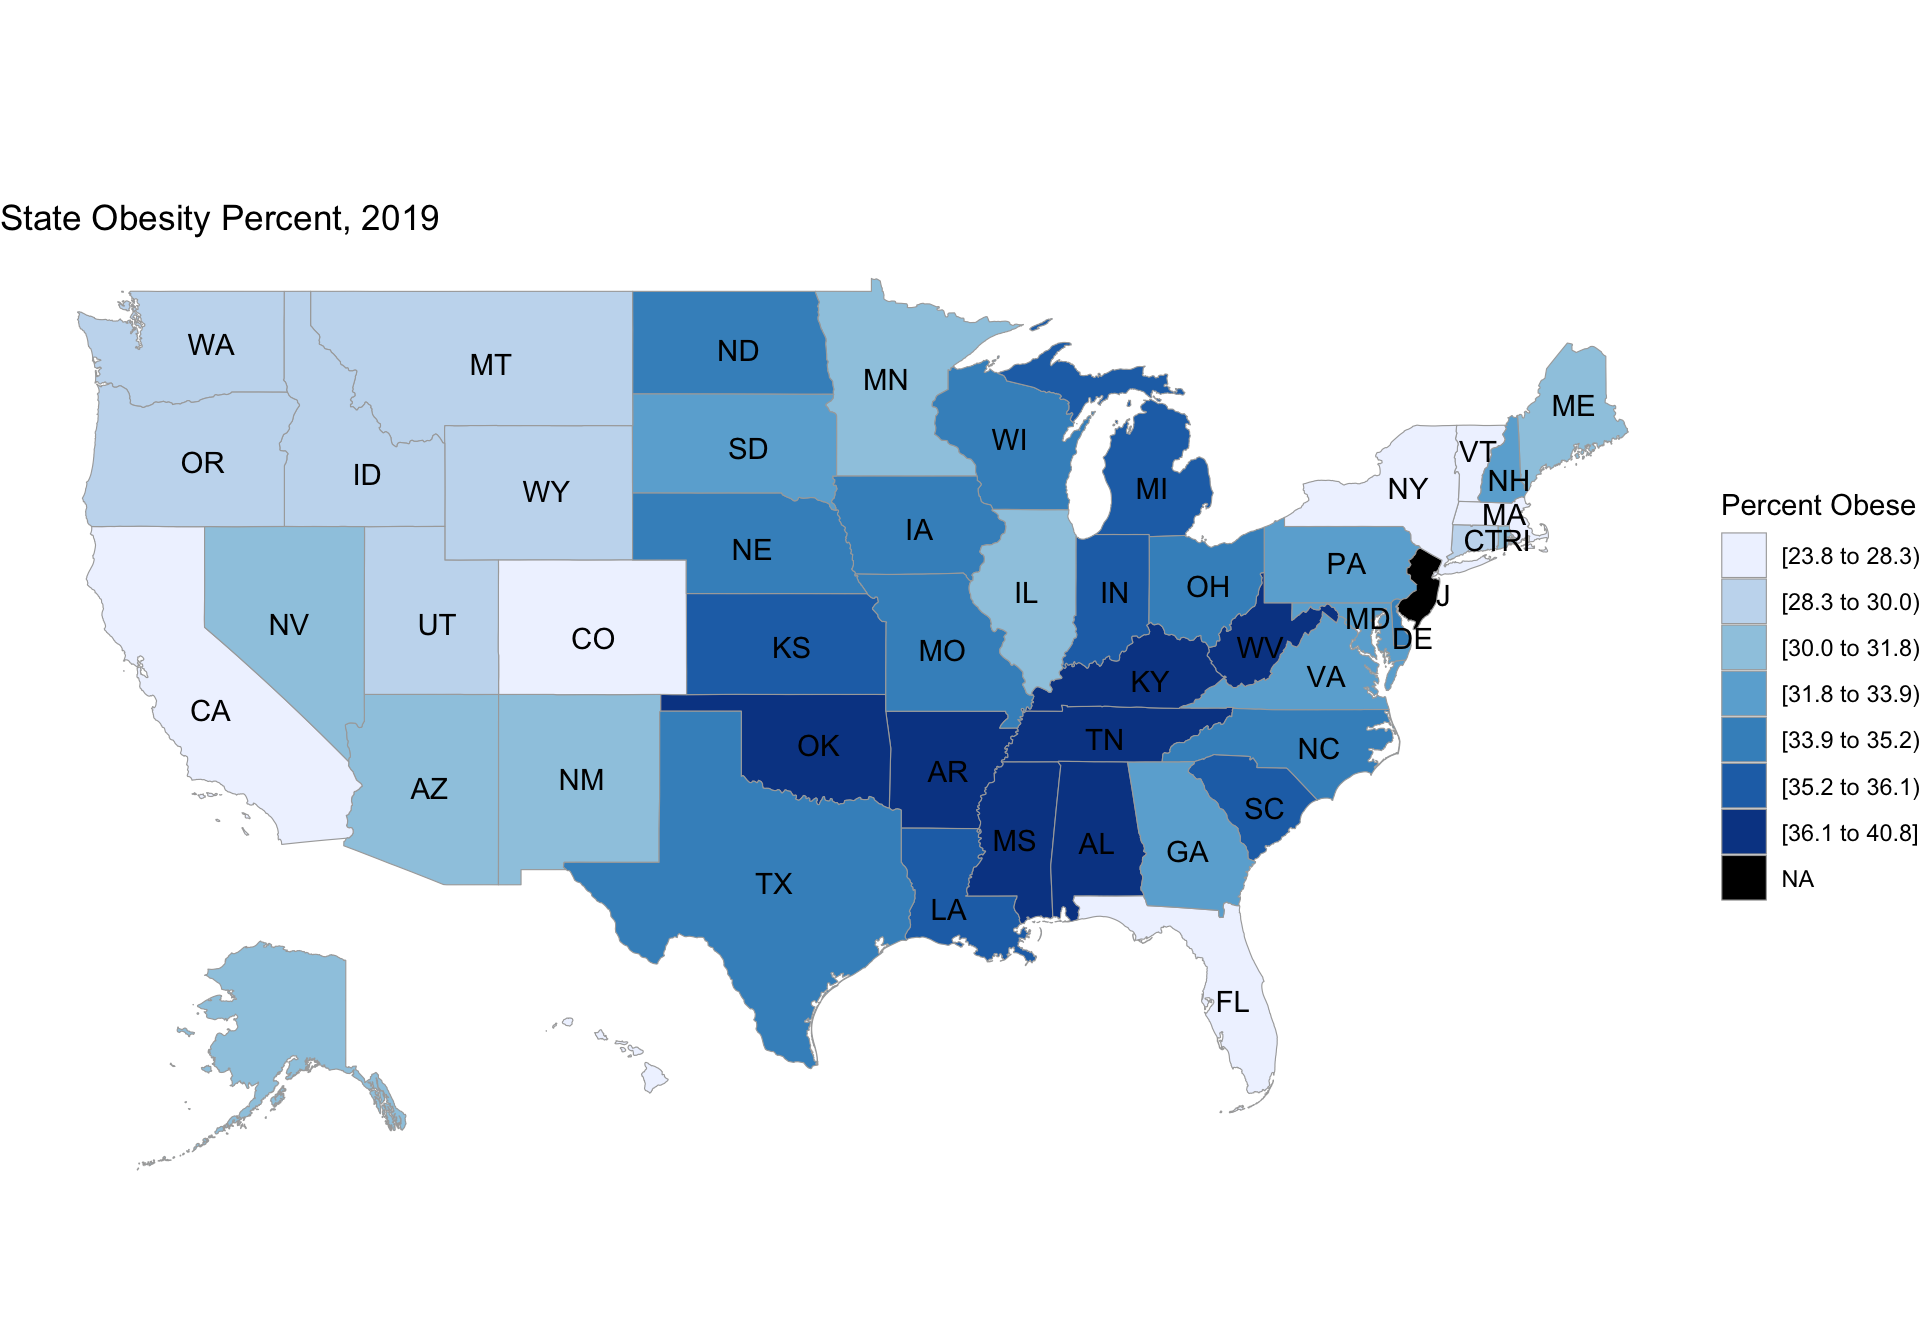 State Obesity Percent, 2019
WA
MT
ND
MN
ME
OR
ID
WY
SD
WI
MI
NY
VT
NH
MA
CT
RI
NV
UT
CO
NE
IA
IL
IN
OH
PA
J
MD
DE
CA
KS
MO
KY
WV
VA
AZ
NM
OK
AR
TN
NC
TX
LA
MS
AL
GA
SC
FL
Percent Obese
[23.8 to 28.3)
[28.3 to 30.0)
[30.0 to 31.8)
[31.8 to 33.9)
[33.9 to 35.2)
[35.2 to 36.1)
[36.1 to 40.8]
NA